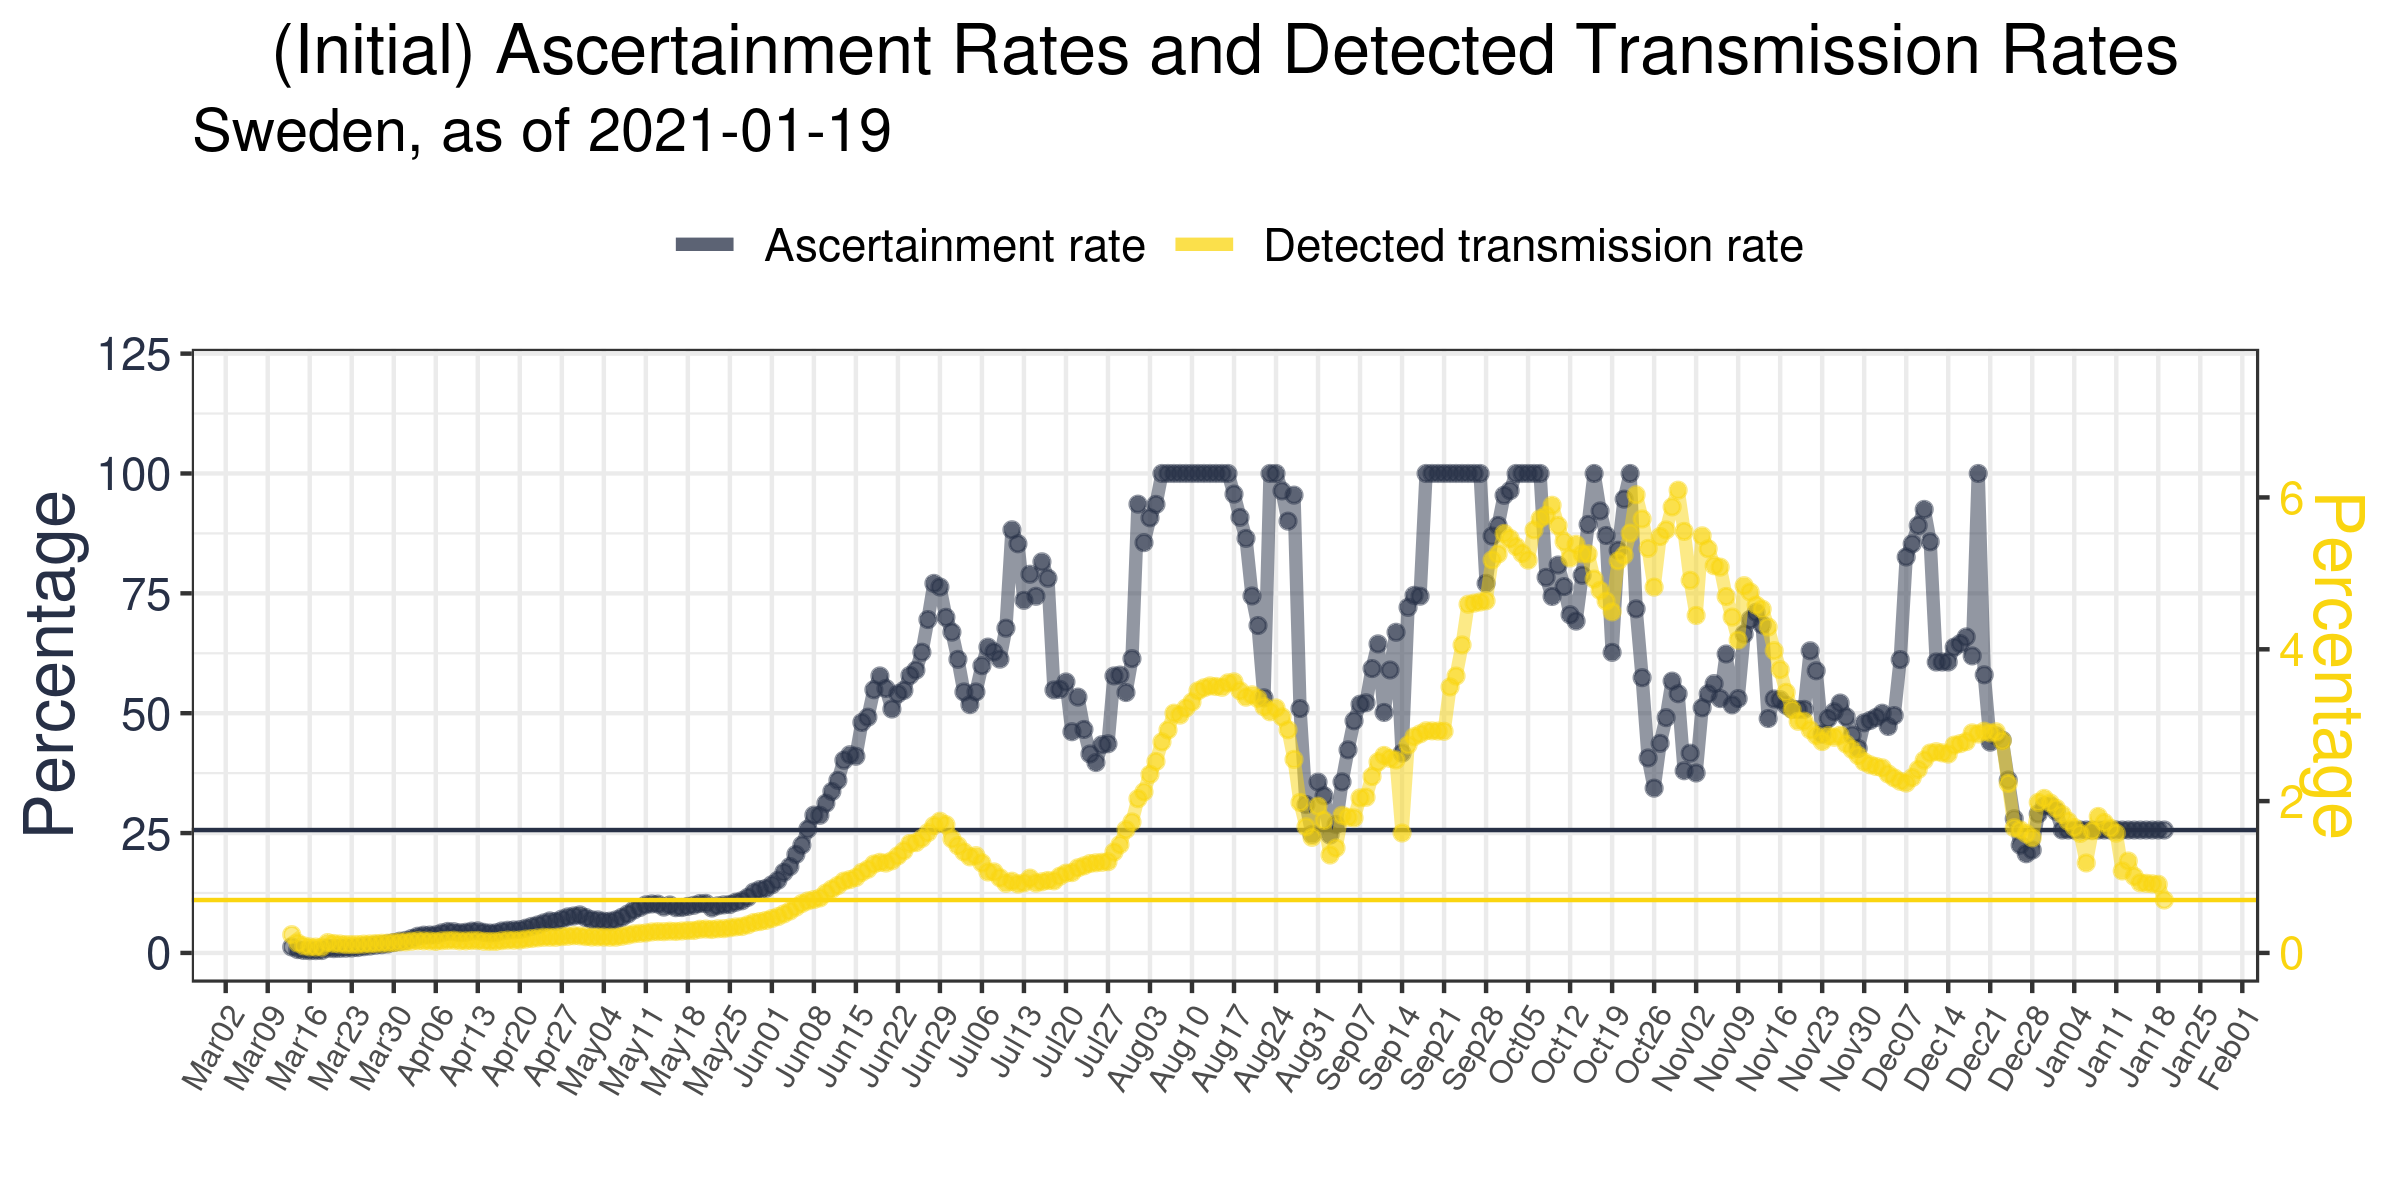 (Initial) Ascertainment Rates and Detected Transmission Rates
Sweden, as of 2021-01-19
Ascertainment rate
Detected transmission rate
Percentage
125
100
75
50
25
0
6
4
2
0
Percentage
Mar02
Mar09
Mar16
Mar23
Mar30
Apr06
Apr13
Apr20
Apr27
May04
May11
May18
May25
Jun01
Jun08
Jun15
Jun22
Jun29
Jul06
Jul13
Jul20
Jul27
Aug03
Aug10
Aug17
Aug24
Aug31
Sep07
Sep14
Sep21
Sep28
Oct05
Oct12
Oct19
Oct26
Nov02
Nov09
Nov16
Nov23
Nov30
Dec07
Dec14
Dec21
Dec28
Jan04
Jan11
Jan18
Jan25
Feb01